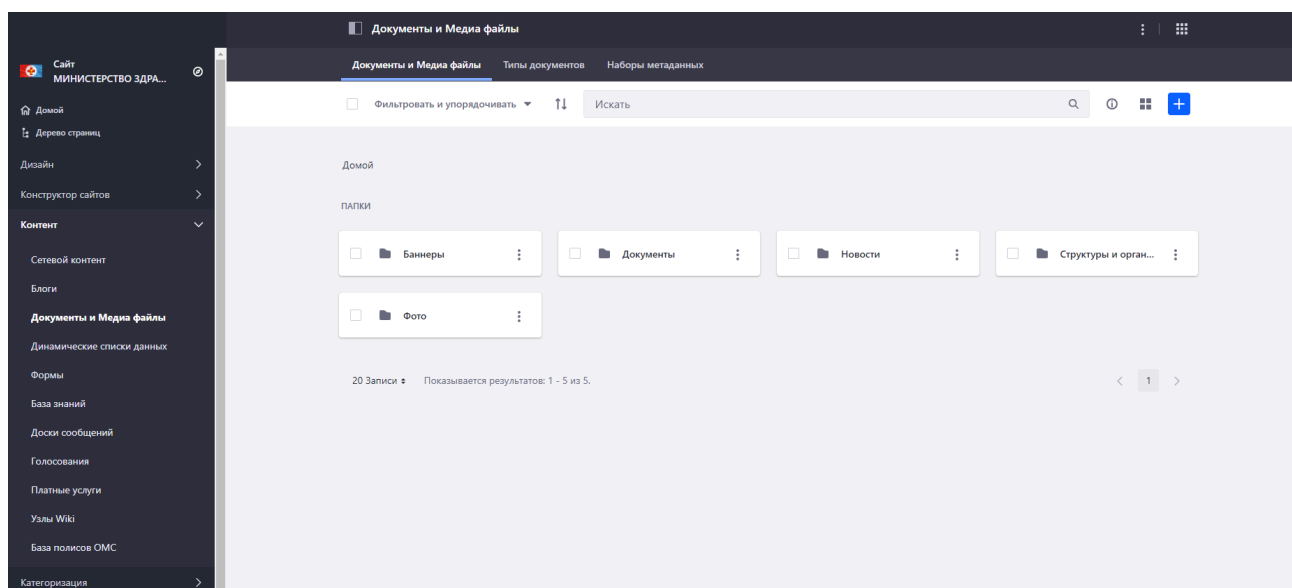 Документы и Медиа файлы
Сайт
МИНИСТЕРСТВО ЗДРА...
Домой
Дерево страниц
Дизайн
Конструктор сайтов
Контент
Сетевой контент
Блоги
Документы и Медиа файлы
Динамические списки данных
Формы
База знаний
Доски сообщений
Голосования
Платные услуги
Узлы Wiki
База полисов ОМС
Категоризация
Документы и Медиа файлы Типы документов Наборы метаданных
Фильтровать и упорядочивать Искать
Домой
ПАПКИ
Баннеры Документы Новости Структуры и орган...
Фото
20 Записи Показывается результатов: 1 - 5 из 5. 1